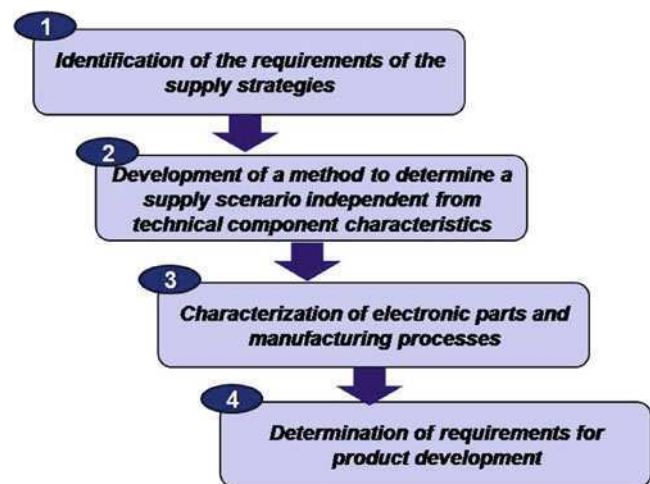 1
Identification of the requirements of the
supply strategies
2
Development of a method to determine a
supply scenario independent from
technical component characteristics
3
Characterization of electronic parts and
manufacturing processes
4
Determination of requirements for
product development